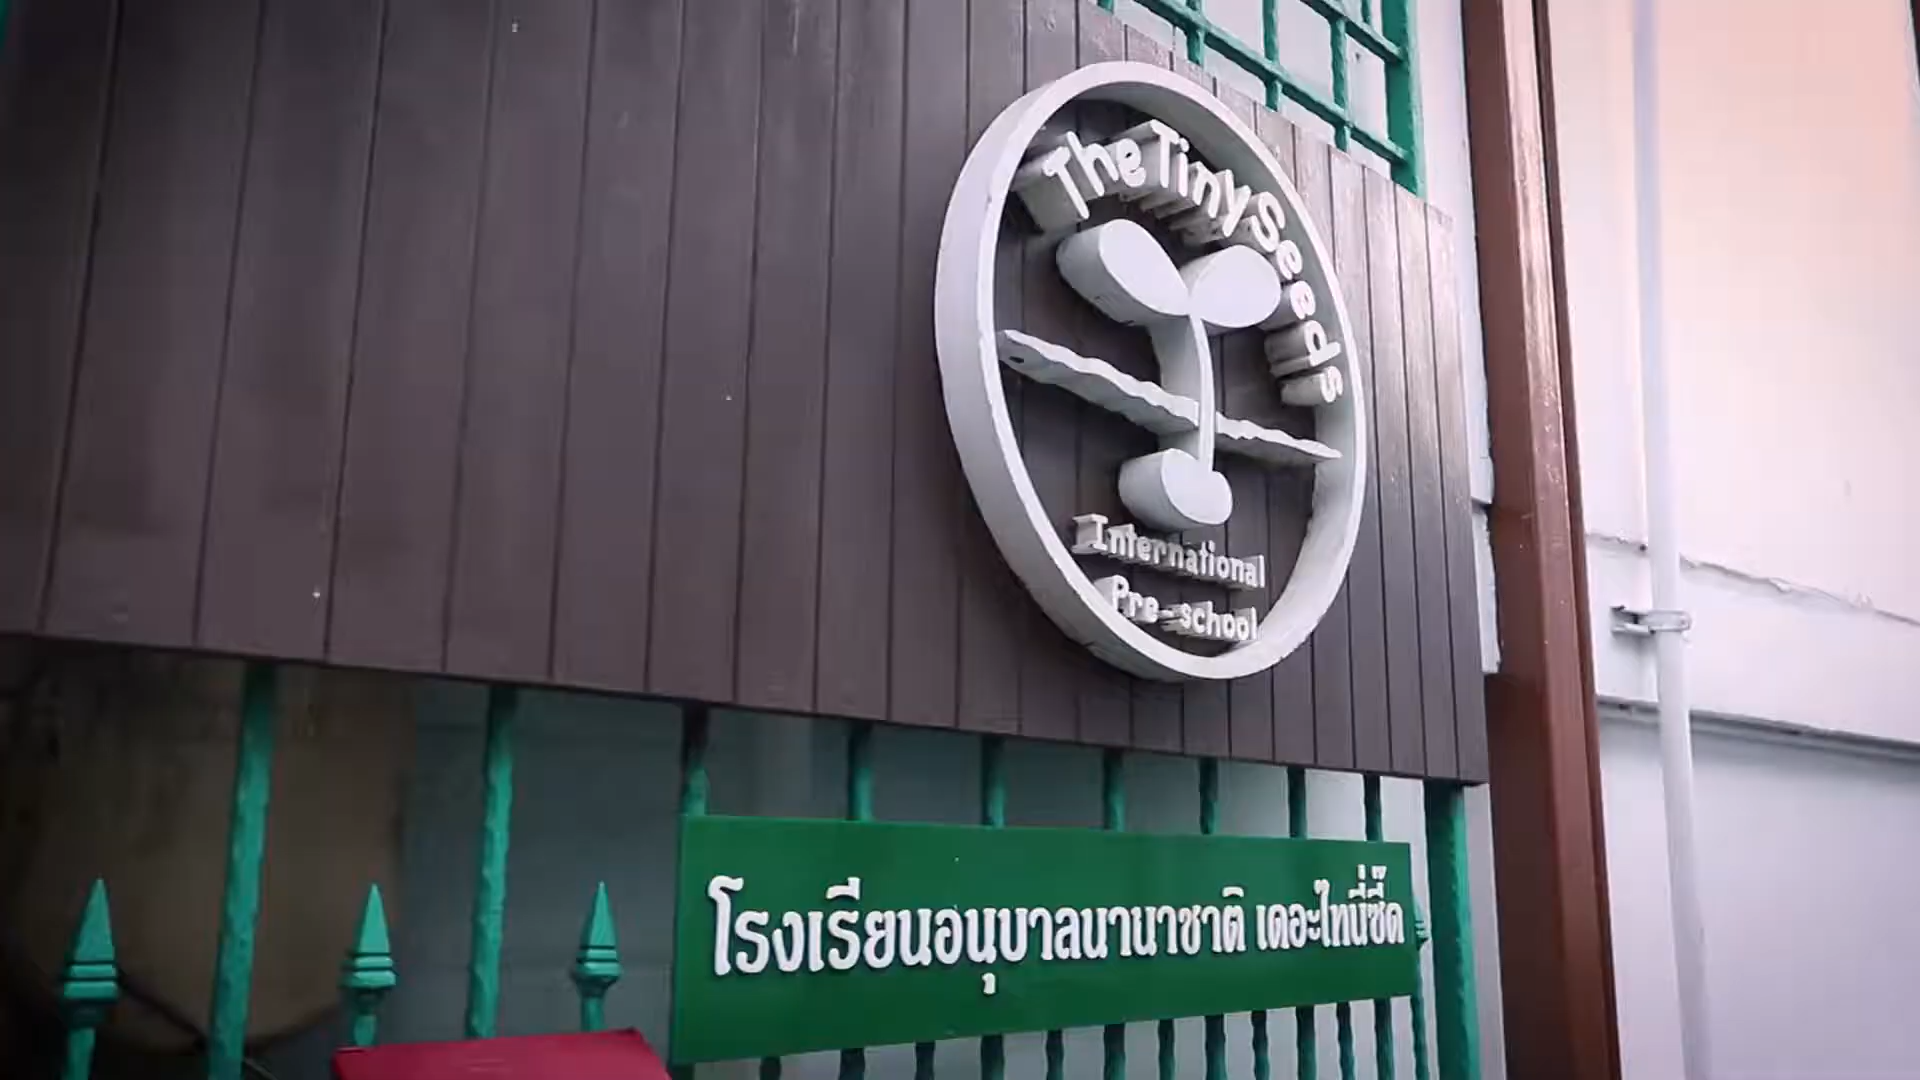 The Tiny Seeds
International
Pre-school
โรงเรียนอนุบาลนานาชาติ เดอะไทนี่ซี๊ด